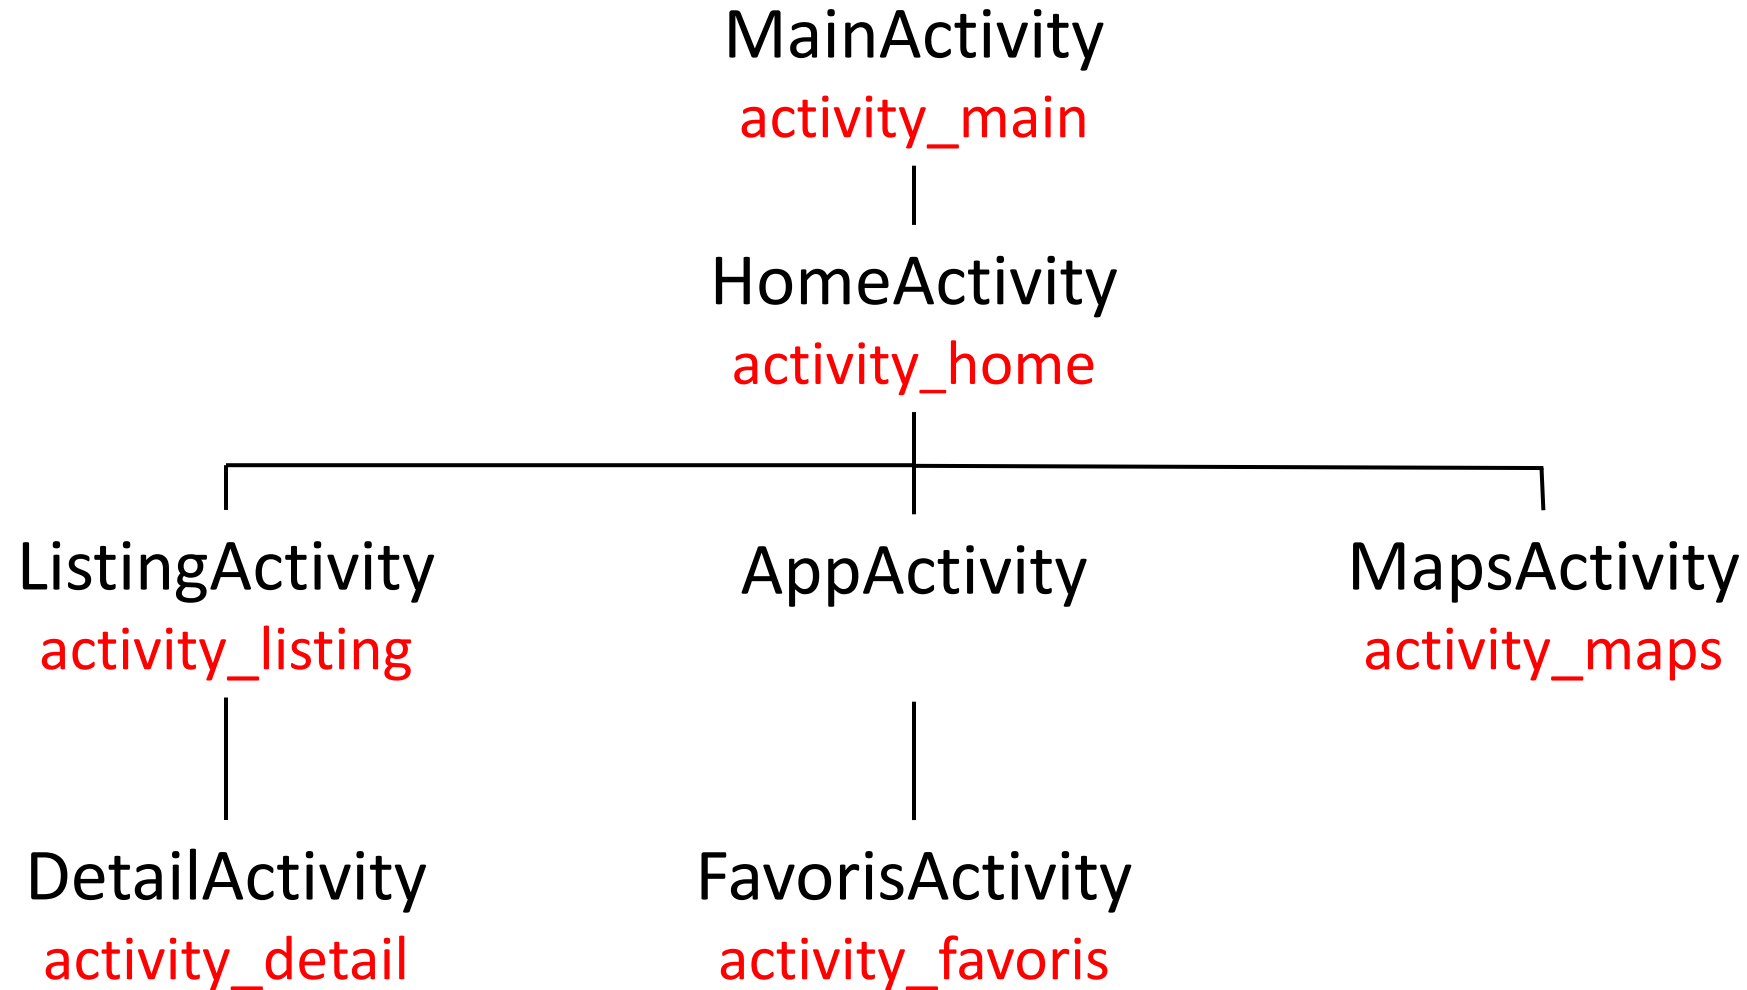 MainActivity
activity_main
HomeActivity
activity_home
ListingActivity
AppActivity
MapsActivity
activity_listing
activity_maps
DetailActivity
FavorisActivity
activity_detail
activity_favoris